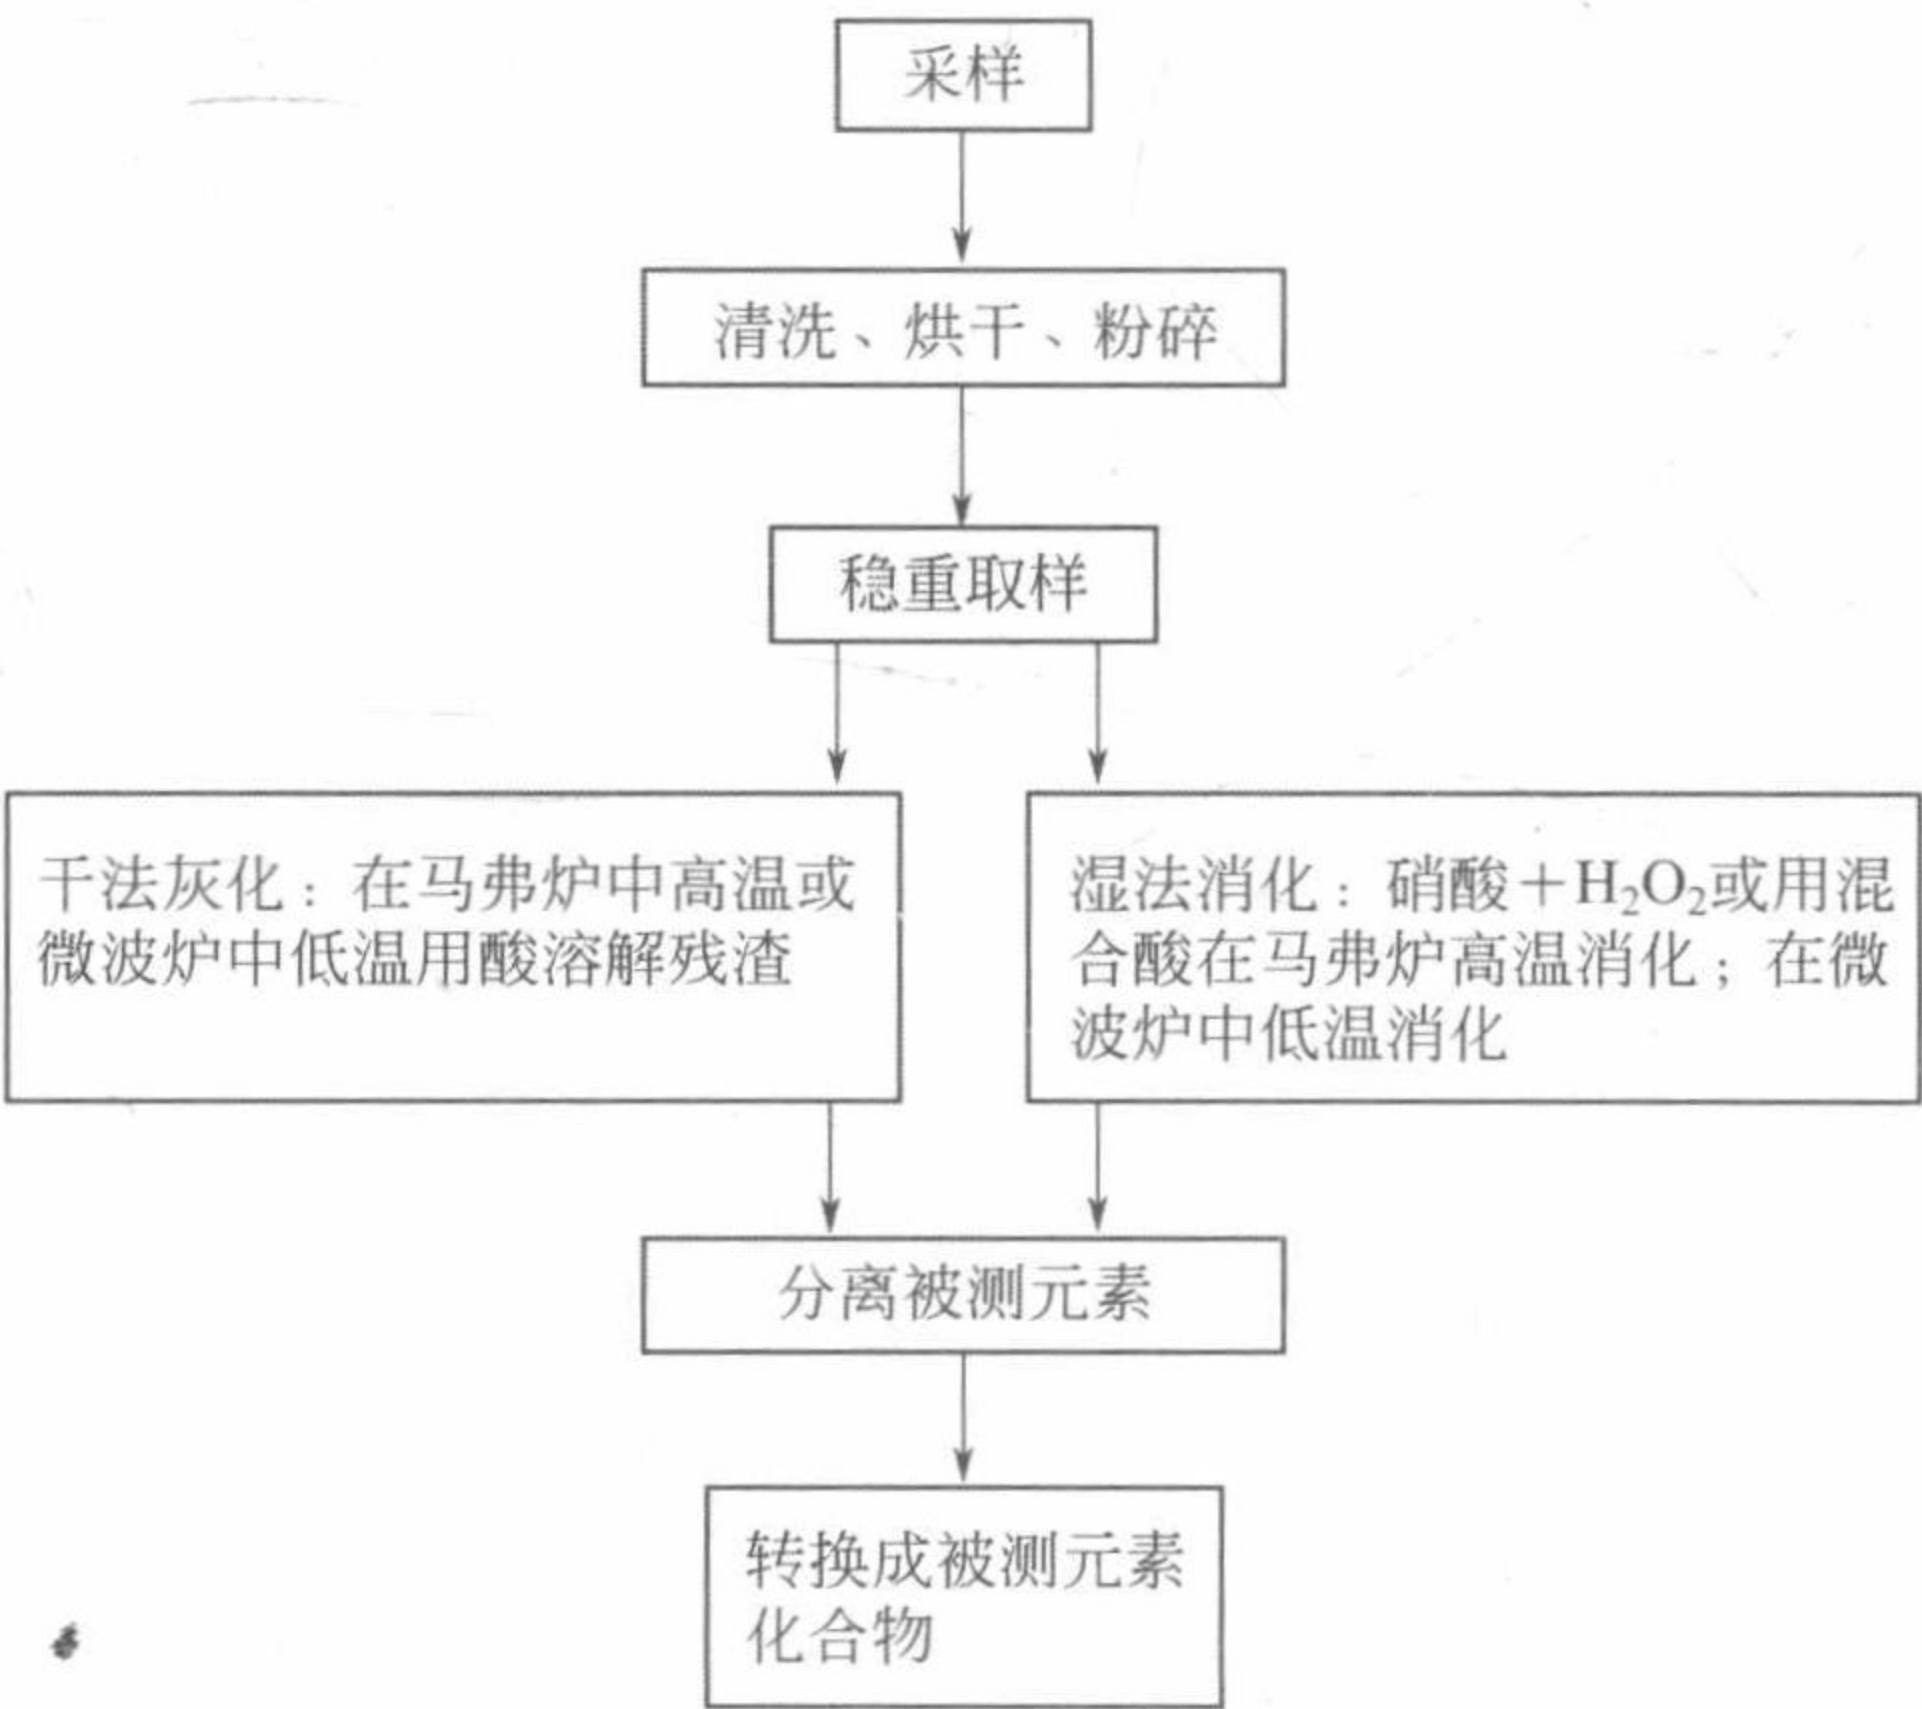 采样
清洗、烘干、粉碎
稳重取样
干法灰化：在马弗炉中高温或
微波炉中低温用酸溶解残渣
湿法消化：硝酸＋H₂O₂或用混
合酸在马弗炉高温消化；在微
波炉中低温消化
分离被测元素
转换成被测元素
化合物